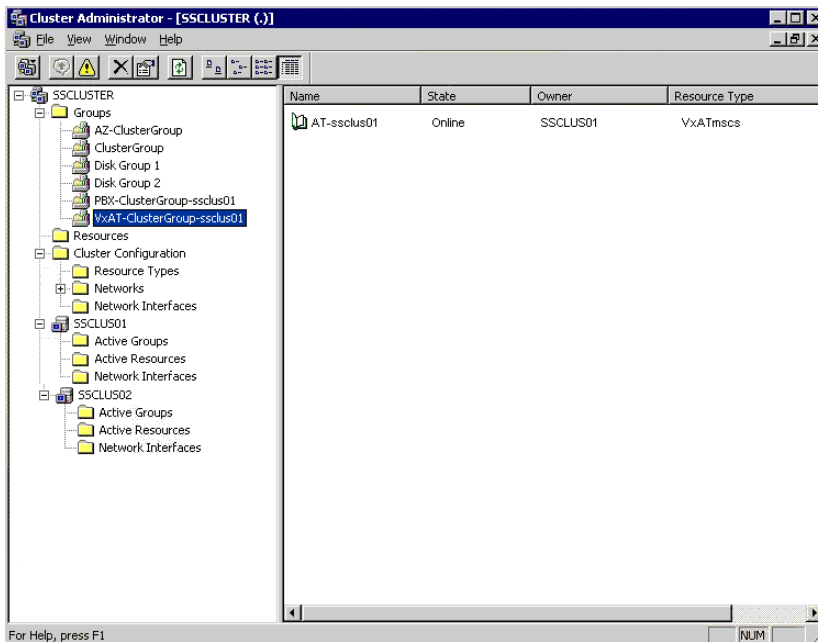 Cluster Administrator - [SSCLUSTER (.)]
File View Window Help
SSCLUSTER
Groups
AZ-ClusterGroup
ClusterGroup
Disk Group 1
Disk Group 2
PBX-ClusterGroup-ssclus01
VxAT-ClusterGroup-ssclus01
Resources
Cluster Configuration
Resource Types
Networks
Network Interfaces
SSCLUS01
Active Groups
Active Resources
Network Interfaces
SSCLUS02
Active Groups
Active Resources
Network Interfaces
Name State Owner Resource Type
AT-ssclus01 Online SSCLUS01 VxATmscs
For Help, press F1
NUM